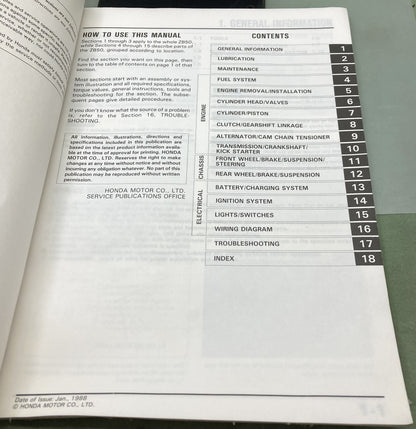 HOW TO USE THIS MANUAL
Sections 1 through 3 apply to the whole ZB50,
while Sections 4 through 15 describe parts of
the ZB50, grouped according to location.
Find the section you want on this page, then
turn to the table of contents on page 1 of that
section.
Most sections start with an assembly or sys-
tem illustration and all required specifications,
torque values, general instructions, tools and
troubleshooting for the section. The subse-
quent pages give detailed procedures.
If you don't know what the source of a problem
is, refer to the Section 16, TROUBLE-
SHOOTING.
All information, illustrations, directions and
specifications included in this publication are
based on the latest product information availa-
ble at the time of approval for printing. HONDA
MOTOR CO., LTD. Reserves the right to make
changes at any time without notice and without
incurring any obligation whatever. No part of this
publication may be reproduced without written
permission.
HONDA MOTOR CO., LTD.
SERVICE PUBLICATIONS OFFICE
CONTENTS
GENERAL INFORMATION 1
LUBRICATION 2
MAINTENANCE 3
ENGINE
FUEL SYSTEM 4
ENGINE REMOVAL/INSTALLATION 5
CYLINDER HEAD/VALVES 6
CYLINDER/PISTON 7
CLUTCH/GEARSHIFT LINKAGE 8
ALTERNATOR/CAM CHAIN TENSIONER 9
TRANSMISSION/CRANKSHAFT/
KICK STARTER 10
CHASSIS
FRONT WHEEL/BRAKE/SUSPENSION/
STEERING 11
REAR WHEEL/BRAKE/SUSPENSION 12
ELECTRICAL
BATTERY/CHARGING SYSTEM 13
IGNITION SYSTEM 14
LIGHTS/SWITCHES 15
WIRING DIAGRAM 16
TROUBLESHOOTING 17
INDEX 18
Date of Issue: Jan., 1988
© HONDA MOTOR CO., LTD.